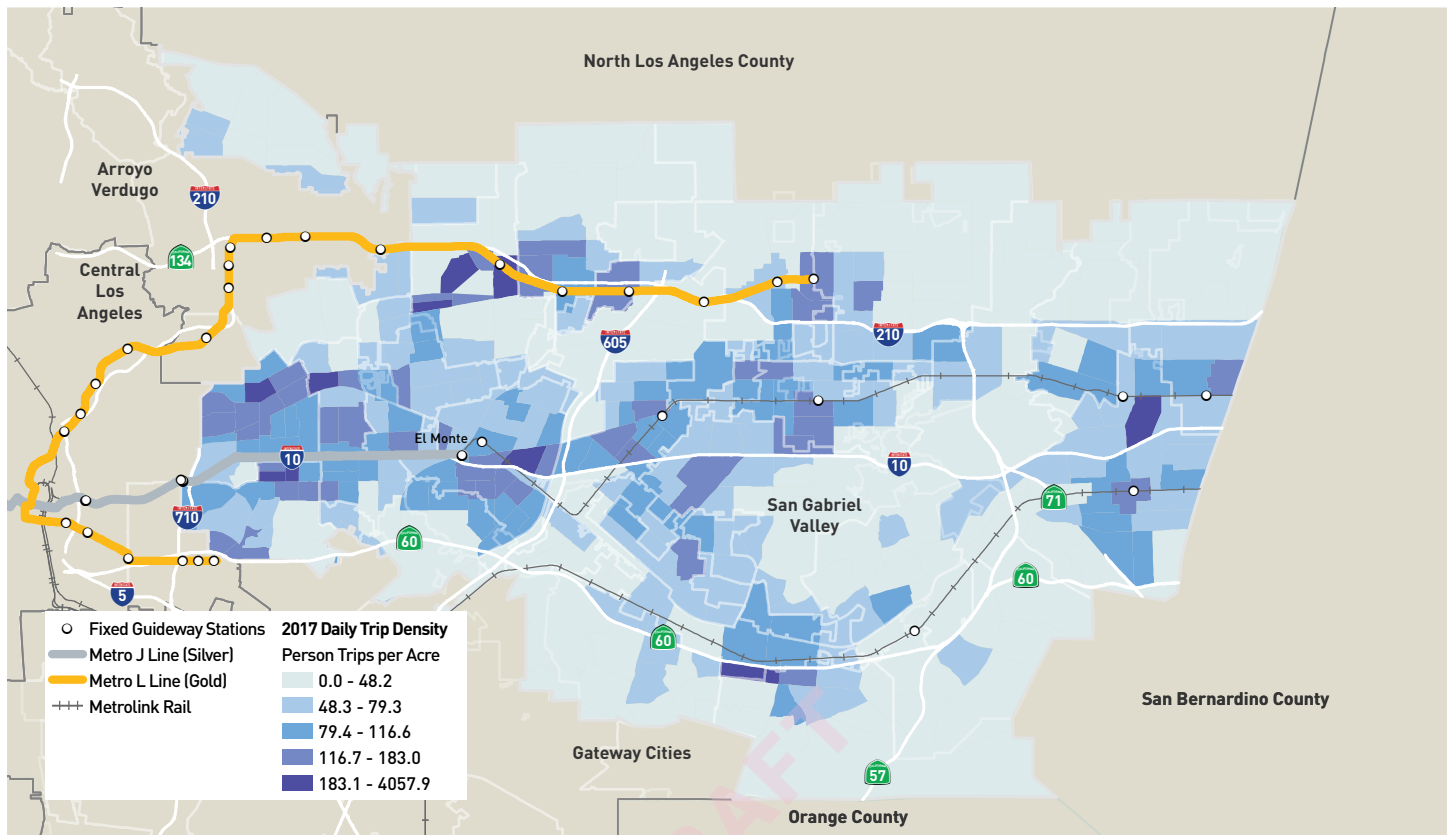 North Los Angeles County
Arroyo
Verdugo
210
134
Central
Los
Angeles
605
210
El Monte
10
10
San Gabriel
Valley
71
710
60
60
5
60
Fixed Guideway Stations
Metro J Line (Silver)
Metro L Line (Gold)
Metrolink Rail
2017 Daily Trip Density
Person Trips per Acre
0.0 - 48.2
48.3 - 79.3
79.4 - 116.6
116.7 - 183.0
183.1 - 4057.9
San Bernardino County
Gateway Cities
57
Orange County